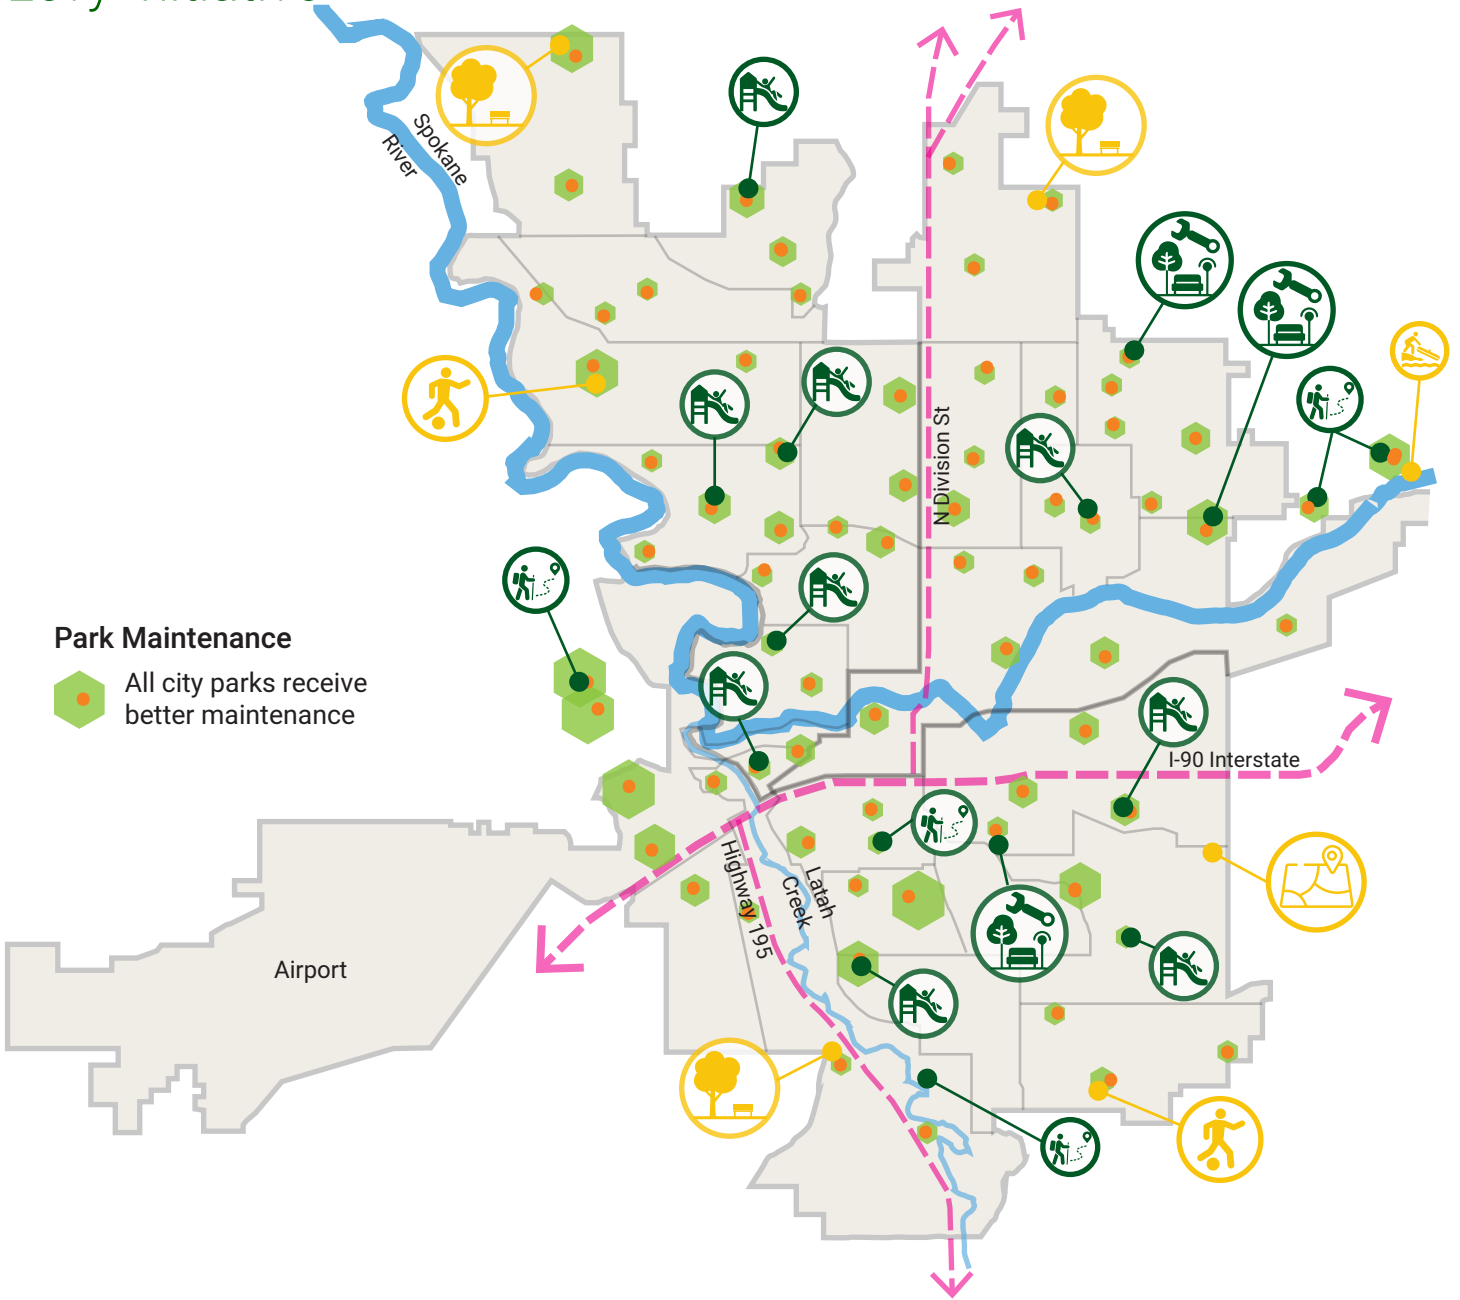 Spokane
River
N Division St
Park Maintenance
All city parks receive
better maintenance
I-90 Interstate
Highway 195
Latah
Creek
Airport